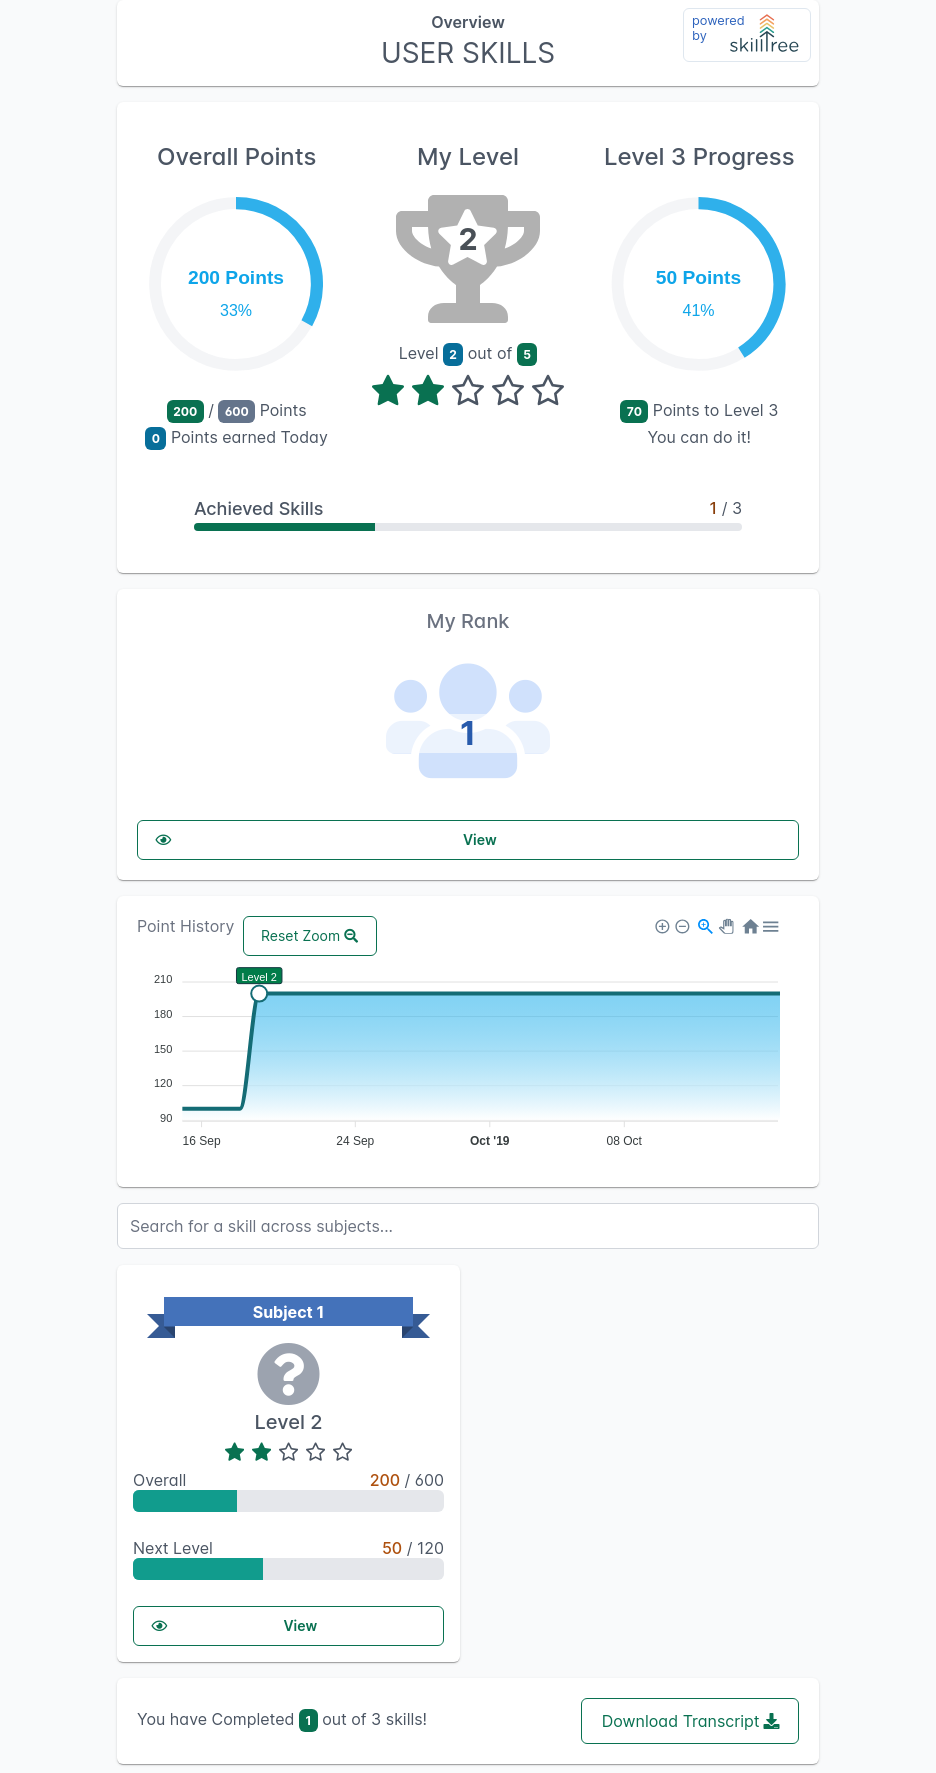 Overview
USER SKILLS
powered
by
skilltree
Overall Points
My Level
Level 3 Progress
200 Points
33%
2
50 Points
41%
Level 2 out of 5
200 / 600 Points
0 Points earned Today
70 Points to Level 3
You can do it!
Achieved Skills 1 / 3
My Rank
1
View
Point History
Reset Zoom
Level 2
210
180
150
120
90
16 Sep
24 Sep
Oct '19
08 Oct
Search for a skill across subjects...
Subject 1
Level 2
Overall 200 / 600
Next Level 50 / 120
View
You have Completed 1 out of 3 skills!
Download Transcript